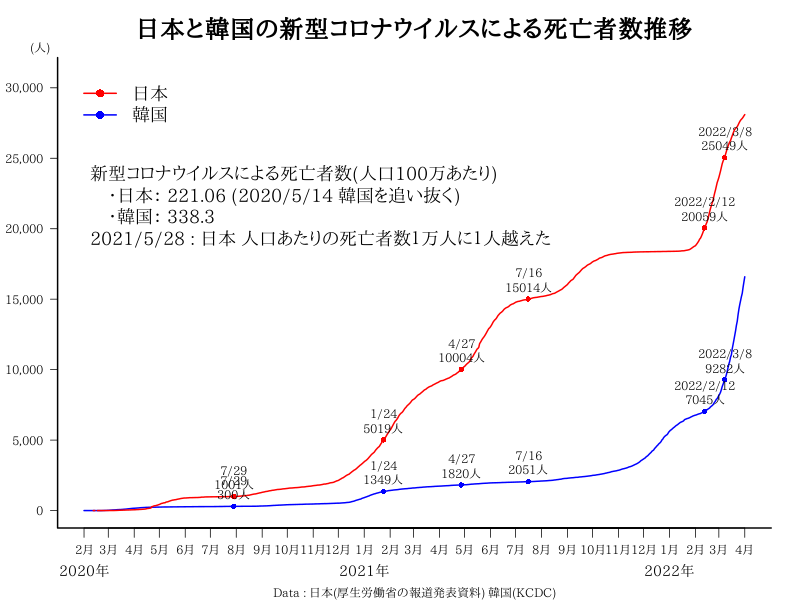 日本と韓国の新型コロナウイルスによる死亡者数推移
(人)
30,000
25,000
20,000
15,000
10,000
5,000
0
日本
韓国
新型コロナウイルスによる死亡者数(人口100万あたり)
・日本: 221.06 (2020/5/14 韓国を追い抜く)
・韓国: 338.3
2021/5/28 : 日本 人口あたりの死亡者数1万人に1人越えた
7/29
1001人
7/29
300人
1/24
5019人
1/24
1349人
4/27
10004人
4/27
1820人
7/16
15014人
7/16
2051人
2022/2/12
20059人
2022/2/12
7045人
2022/3/8
25049人
2022/3/8
9282人
2月 3月 4月 5月 6月 7月 8月 9月 10月 11月 12月 1月 2月 3月 4月 5月 6月 7月 8月 9月 10月 11月 12月 1月 2月 3月 4月
2020年 2021年 2022年
Data : 日本(厚生労働省の報道発表資料) 韓国(KCDC)